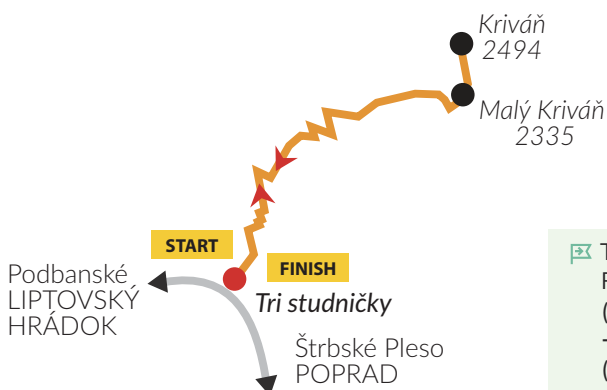 Kriváň
2494
Malý Kriváň
2335
START
FINISH
Tri studničky
Podbanské
LIPTOVSKÝ
HRÁDOK
Štrbské Pleso
POPRAD